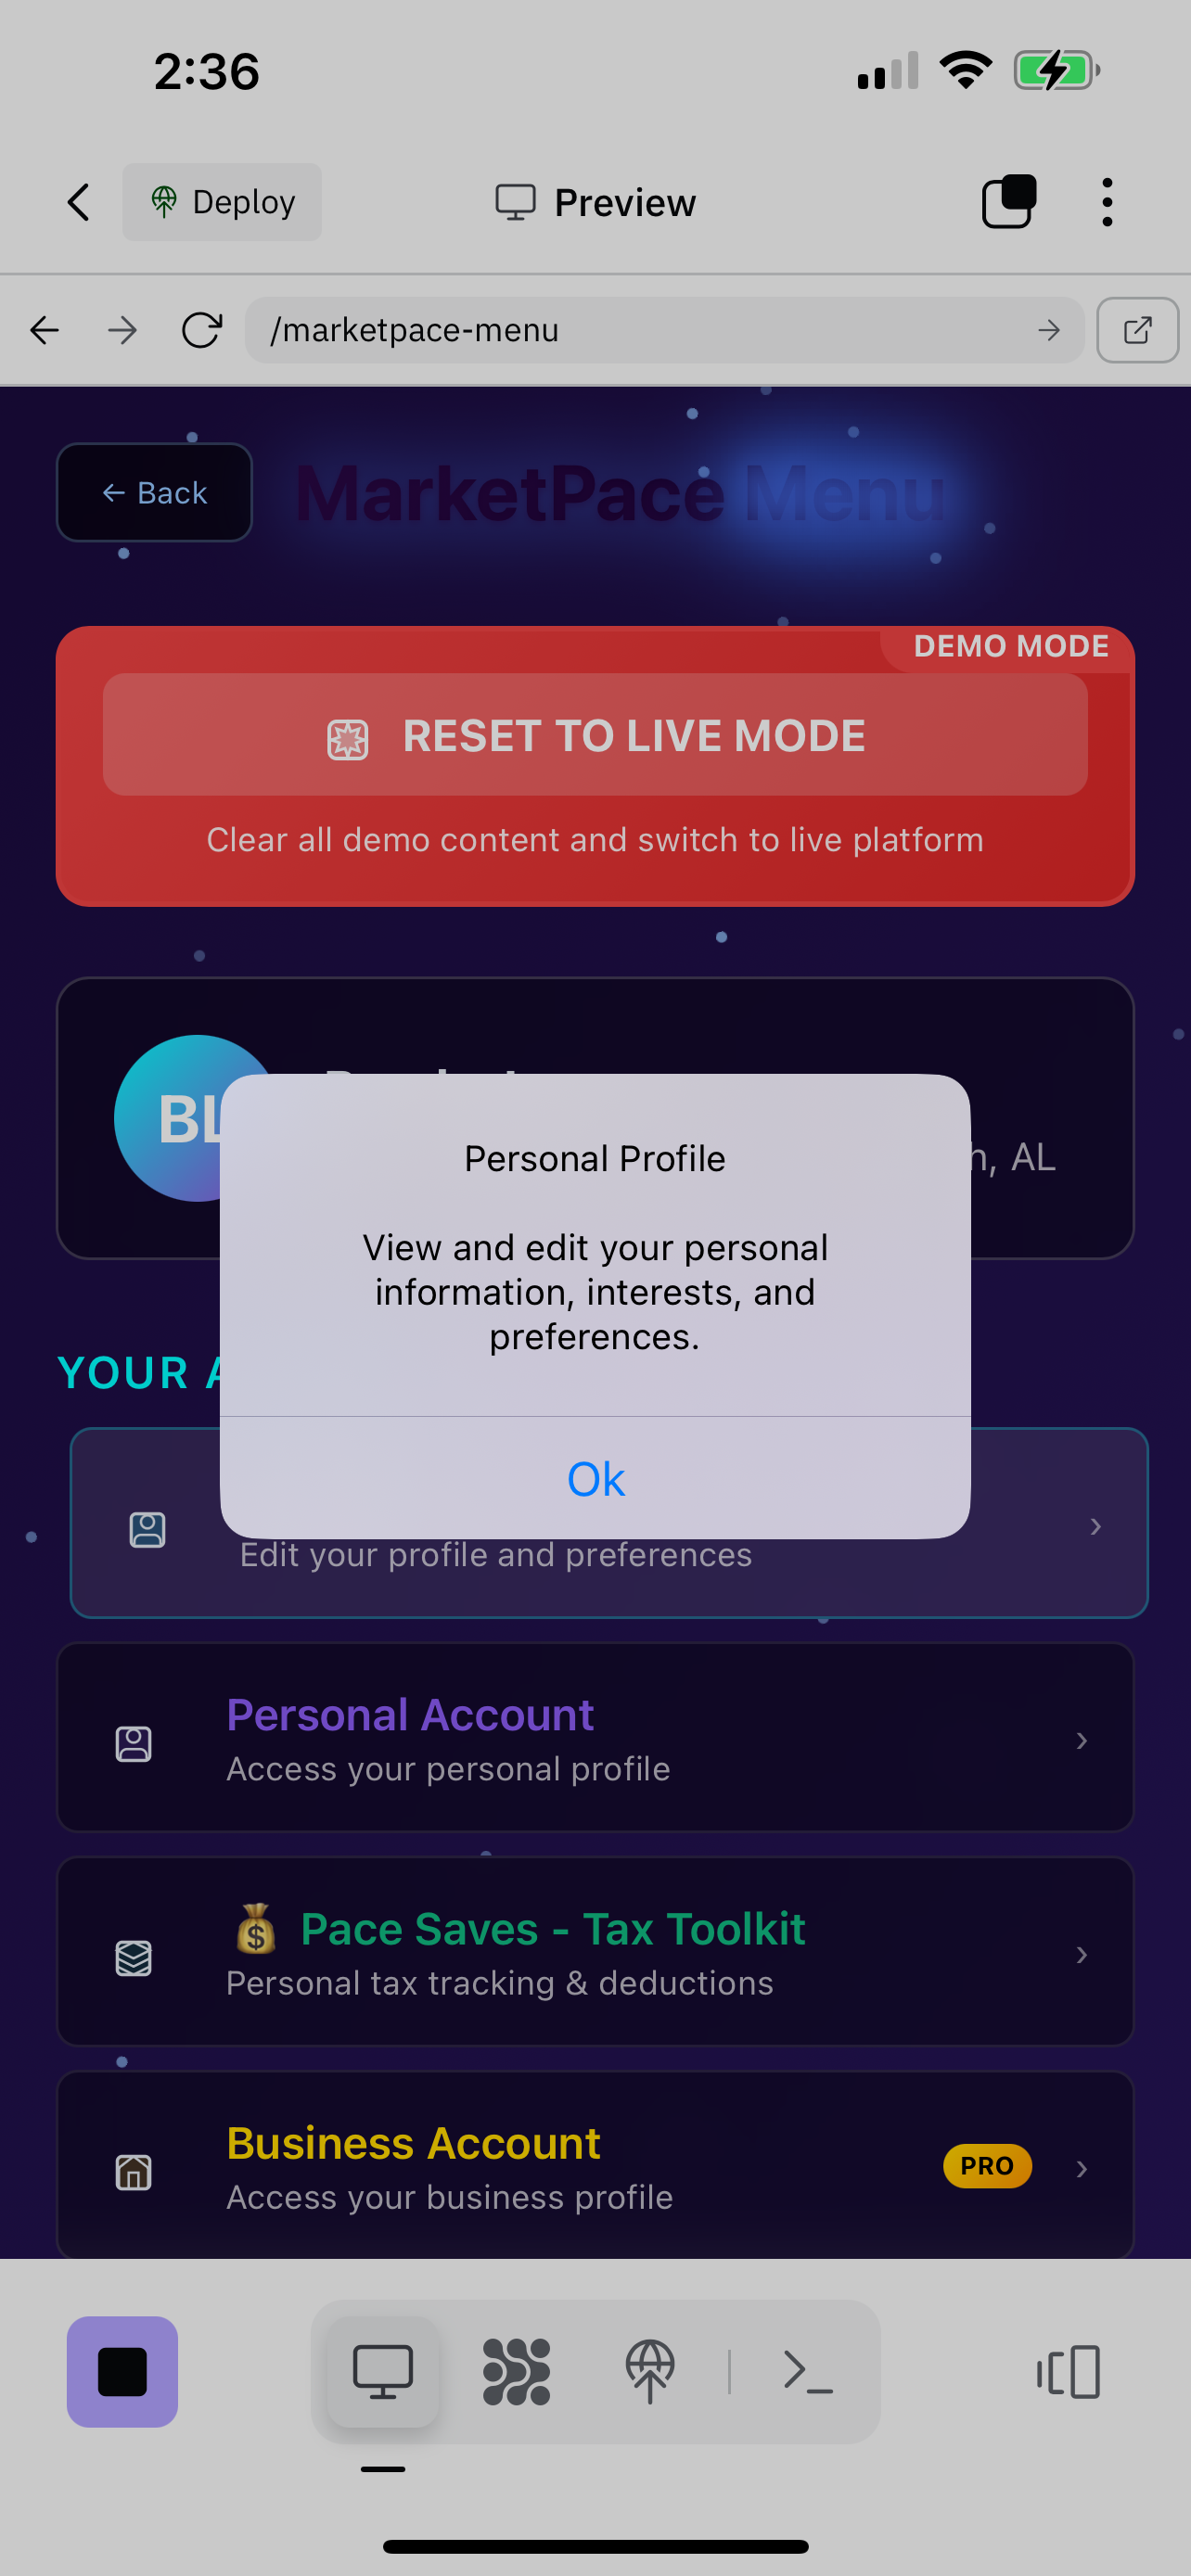 2:36
Deploy
Preview
/marketpace-menu
← Back
MarketPace Menu
DEMO MODE
RESET TO LIVE MODE
Clear all demo content and switch to live platform
BL
AL
Personal Profile
View and edit your personal
information, interests, and
preferences.
YOUR
Ok
Edit your profile and preferences
Personal Account
Access your personal profile
💰 Pace Saves - Tax Toolkit
Personal tax tracking & deductions
Business Account
PRO
Access your business profile